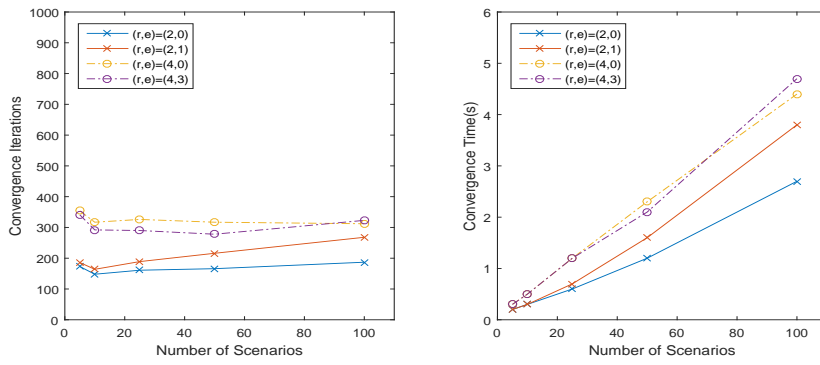 1000
900
800
700
600
500
400
300
200
100
0
Convergence Iterations
(r,e)=(2,0)
(r,e)=(2,1)
(r,e)=(4,0)
(r,e)=(4,3)
0 20 40 60 80 100
Number of Scenarios
6
5
4
3
2
1
0
Convergence Time(s)
(r,e)=(2,0)
(r,e)=(2,1)
(r,e)=(4,0)
(r,e)=(4,3)
0 20 40 60 80 100
Number of Scenarios